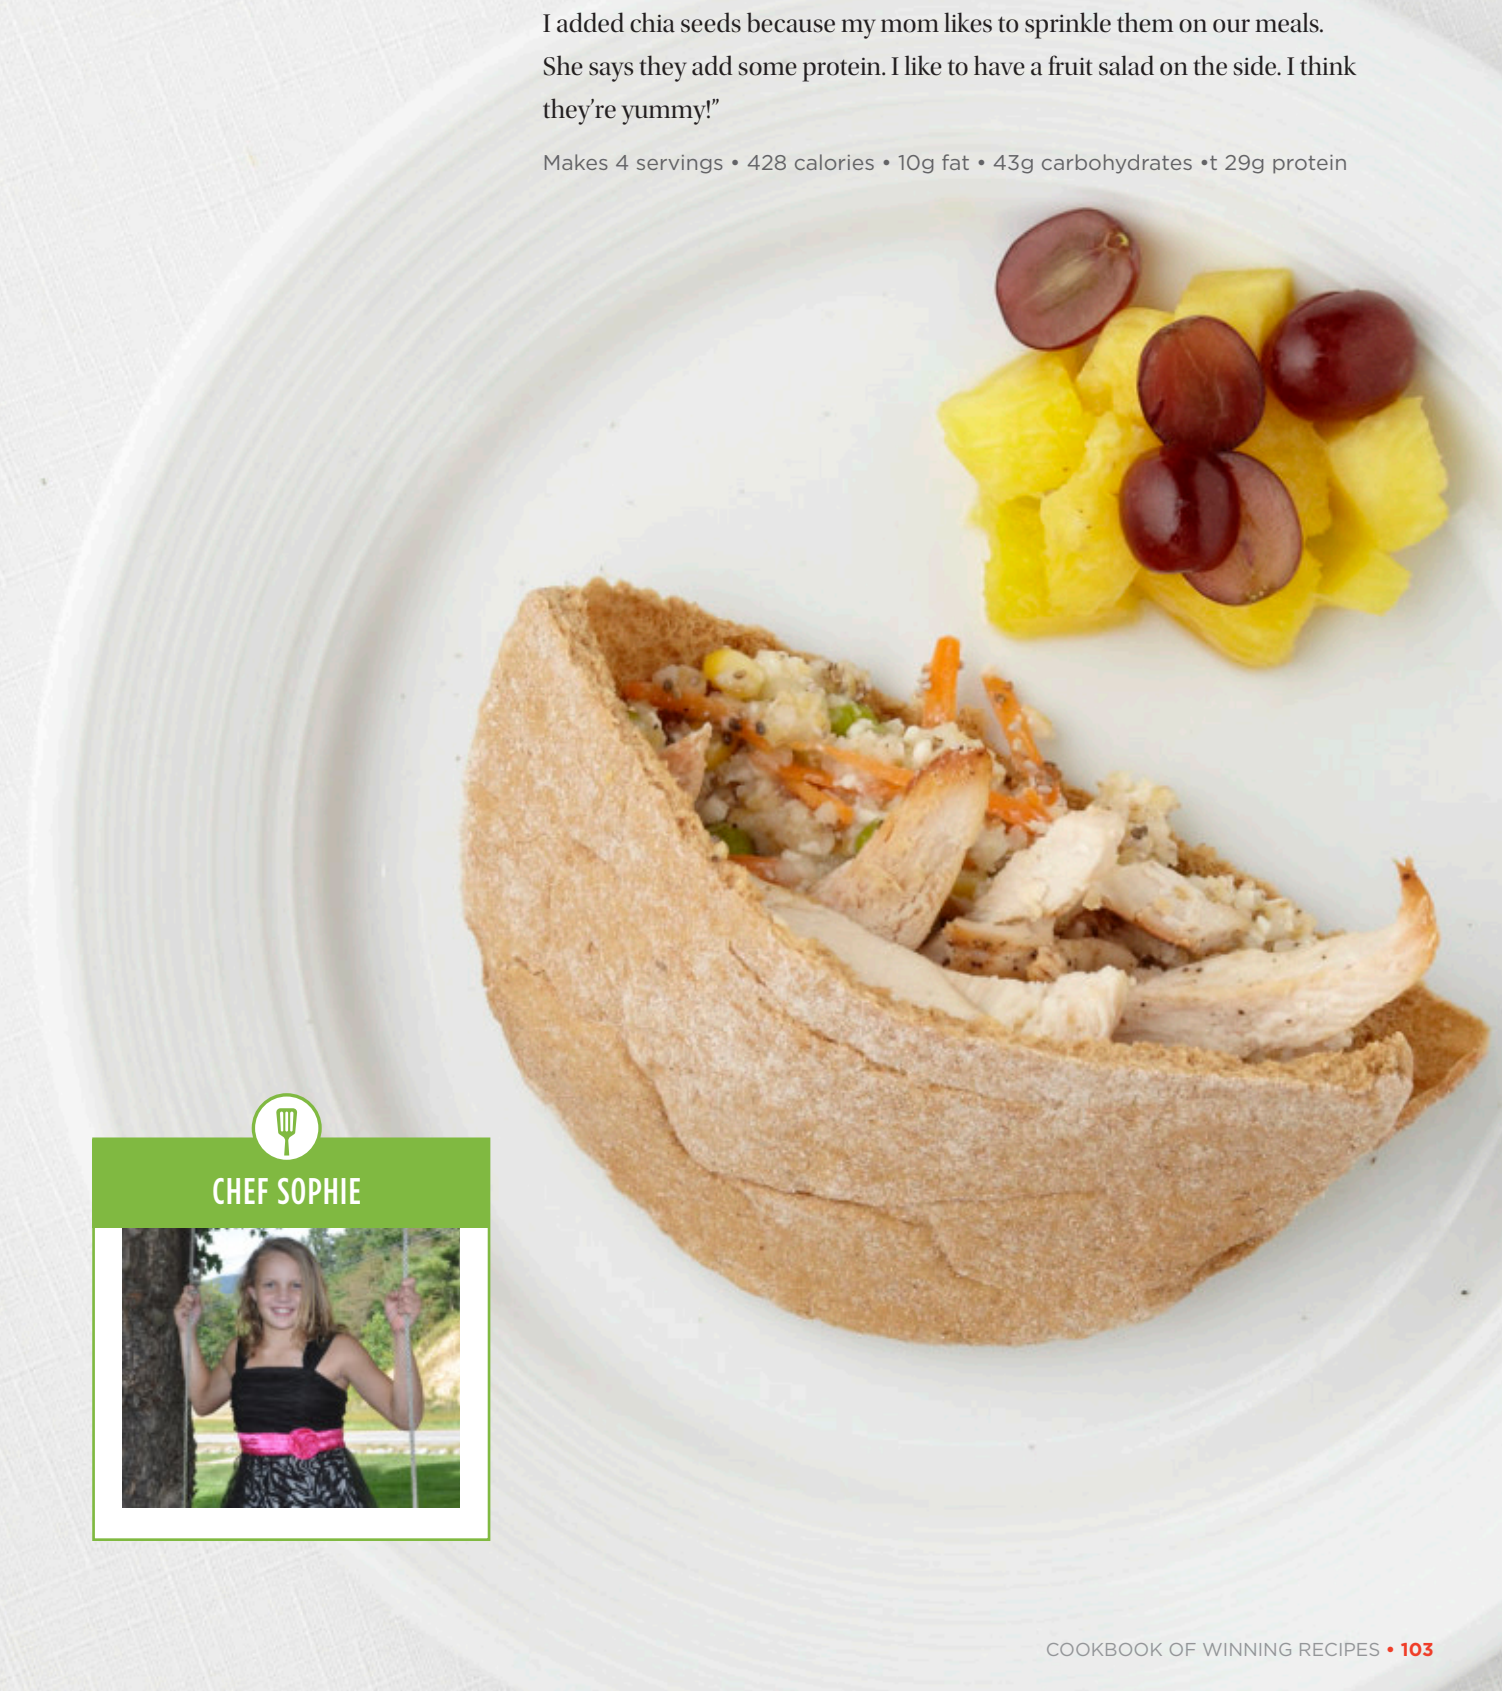 I added chia seeds because my mom likes to sprinkle them on our meals.
She says they add some protein. I like to have a fruit salad on the side. I think
they’re yummy!”
Makes 4 servings • 428 calories • 10g fat • 43g carbohydrates •t 29g protein
CHEF SOPHIE
COOKBOOK OF WINNING RECIPES • 103